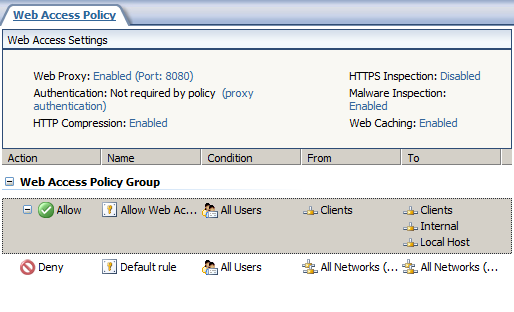 Web Access Policy
Web Access Settings
Web Proxy: Enabled (Port: 8080)
Authentication: Not required by policy (proxy
authentication)
HTTP Compression: Enabled
HTTPS Inspection: Disabled
Malware Inspection:
Enabled
Web Caching: Enabled
Action Name Condition From To
Web Access Policy Group
Allow Allow Web Ac... All Users Clients Clients
Internal
Local Host
Deny Default rule All Users All Networks (... All Networks (...